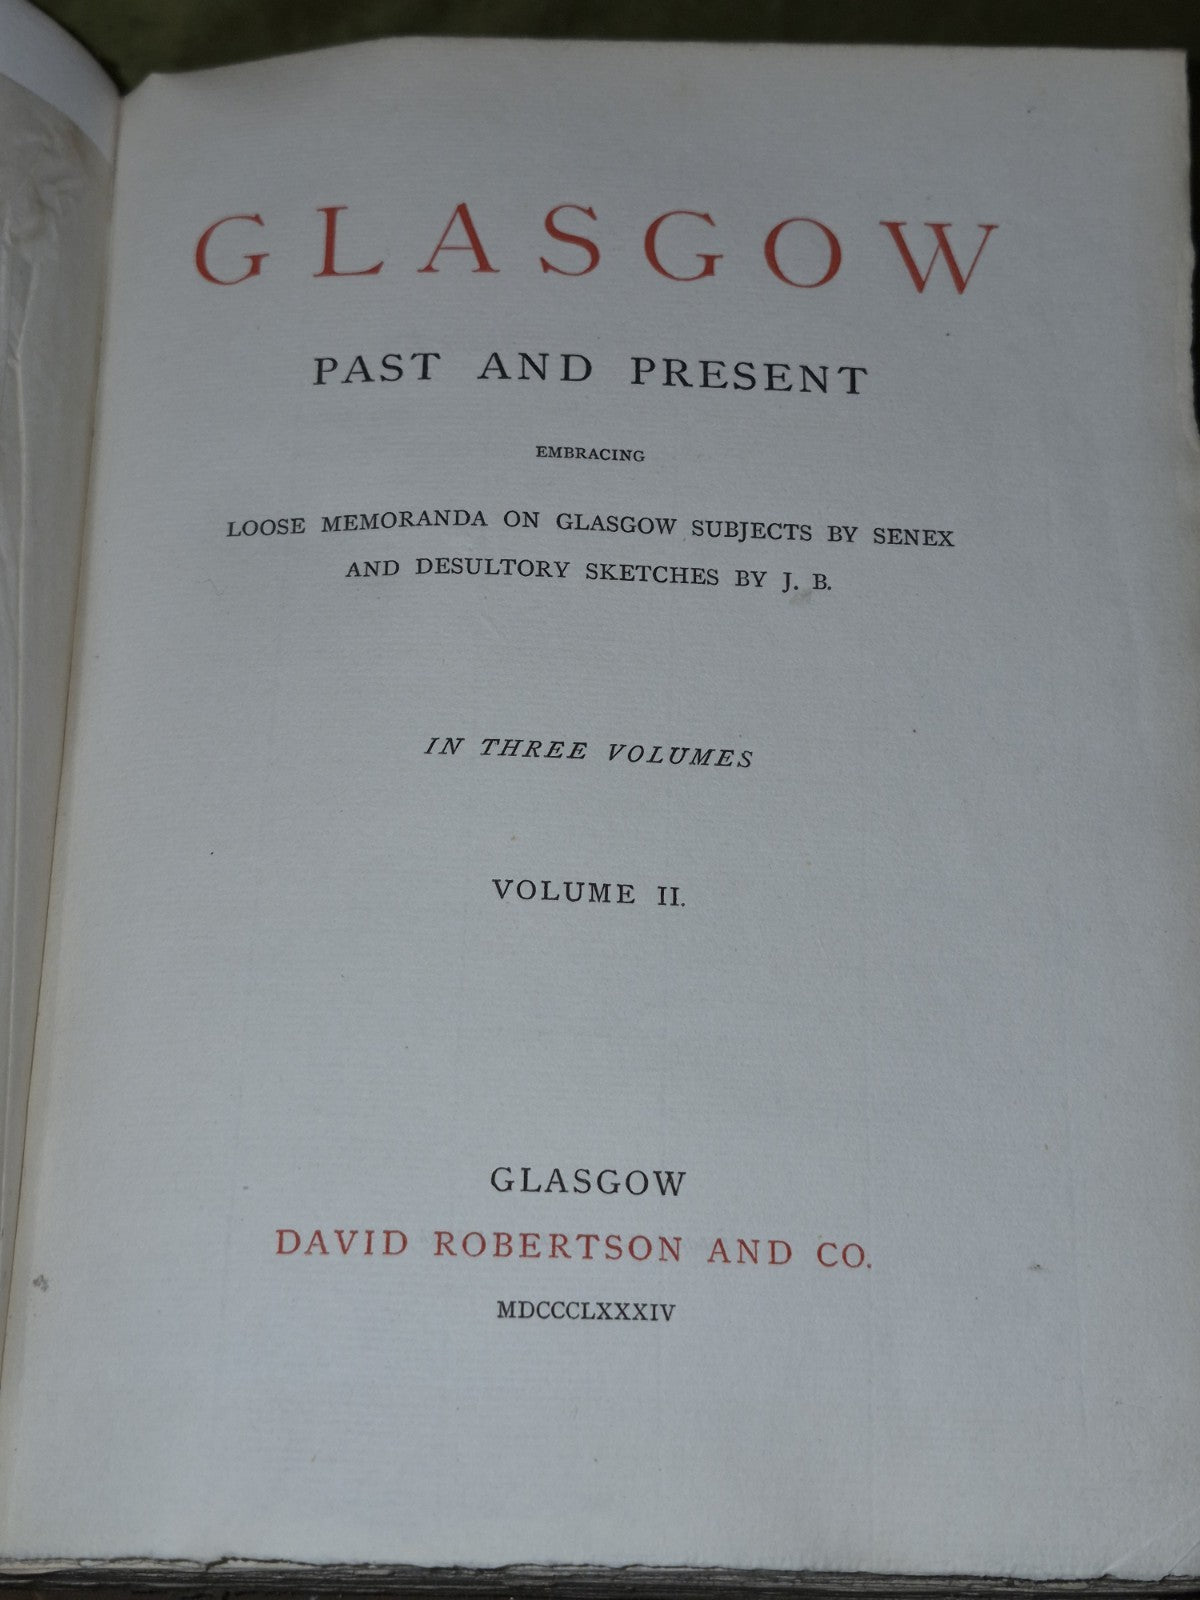 GLASGOW
PAST AND PRESENT
EMBRACING
LOOSE MEMORANDA ON GLASGOW SUBJECTS BY SENEX
AND DESULTORY SKETCHES BY J. B.
IN THREE VOLUMES
VOLUME II.
GLASGOW
DAVID ROBERTSON AND CO.
MDCCCLXXXIV